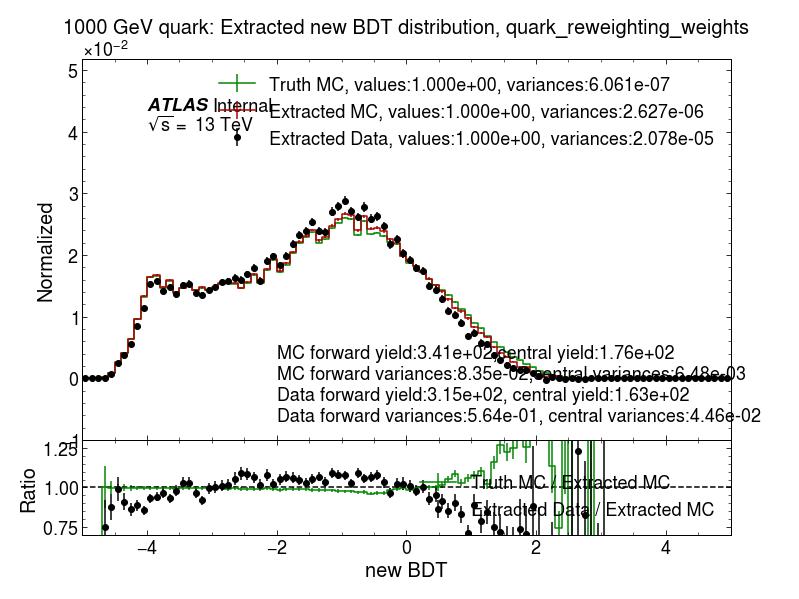 1000 GeV quark: Extracted new BDT distribution, quark_reweighting_weights
×10⁻²
Truth MC, values:1.000e+00, variances:6.061e-07
ATLAS Internal
Extracted MC, values:1.000e+00, variances:2.627e-06
√s = 13 TeV
Extracted Data, values:1.000e+00, variances:2.078e-05
5
4
3
2
1
0
−1
Normalized
MC forward yield:3.41e+02, central yield:1.76e+02
MC forward variances:8.35e-02, central variances:6.48e-03
Data forward yield:3.15e+02, central yield:1.63e+02
Data forward variances:5.64e-01, central variances:4.46e-02
1.25
1.00
0.75
Ratio
Truth MC / Extracted MC
Extracted Data / Extracted MC
−4 −2 0 2 4
new BDT